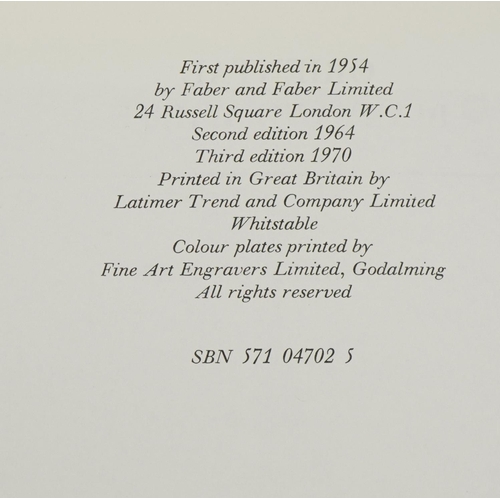 First published in 1954
by Faber and Faber Limited
24 Russell Square London W.C.1
Second edition 1964
Third edition 1970
Printed in Great Britain by
Latimer Trend and Company Limited
Whitstable
Colour plates printed by
Fine Art Engravers Limited, Godalming
All rights reserved
SBN 571 04702 5